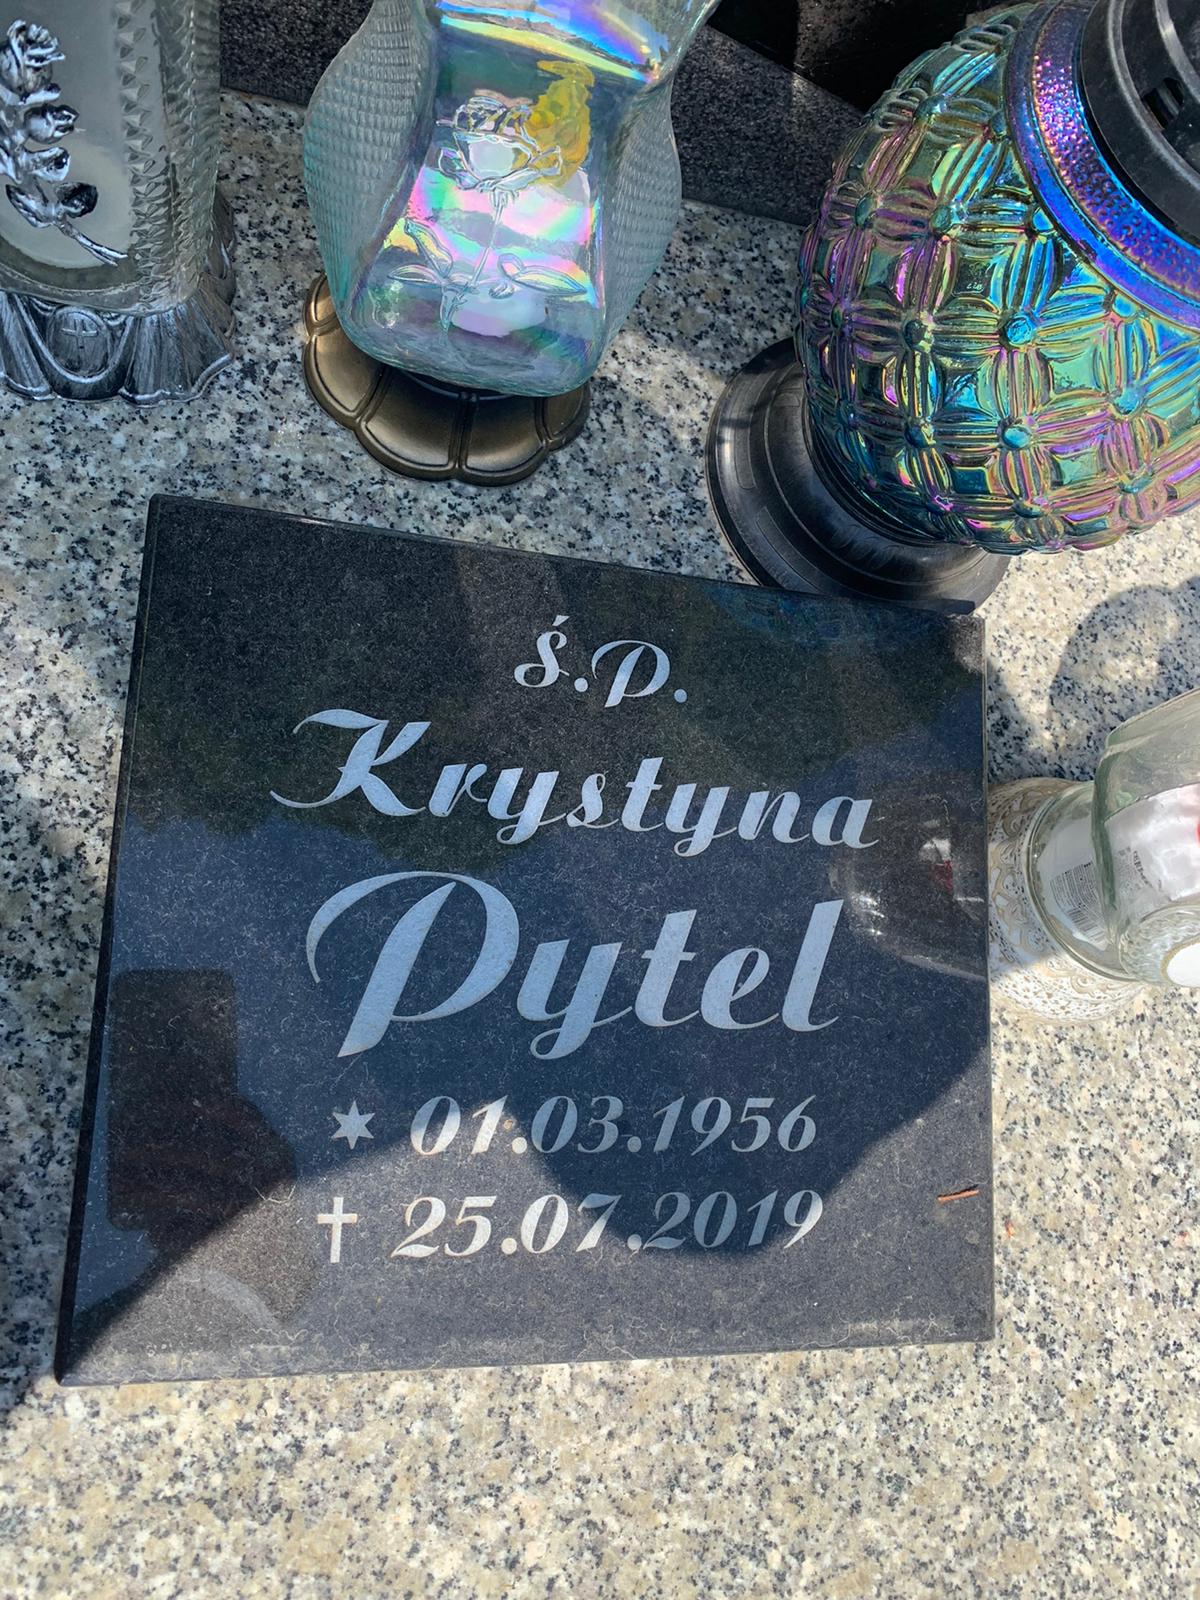 Ś.P.
Krystyna
Pytel
* 01.03.1956
† 25.07.2019